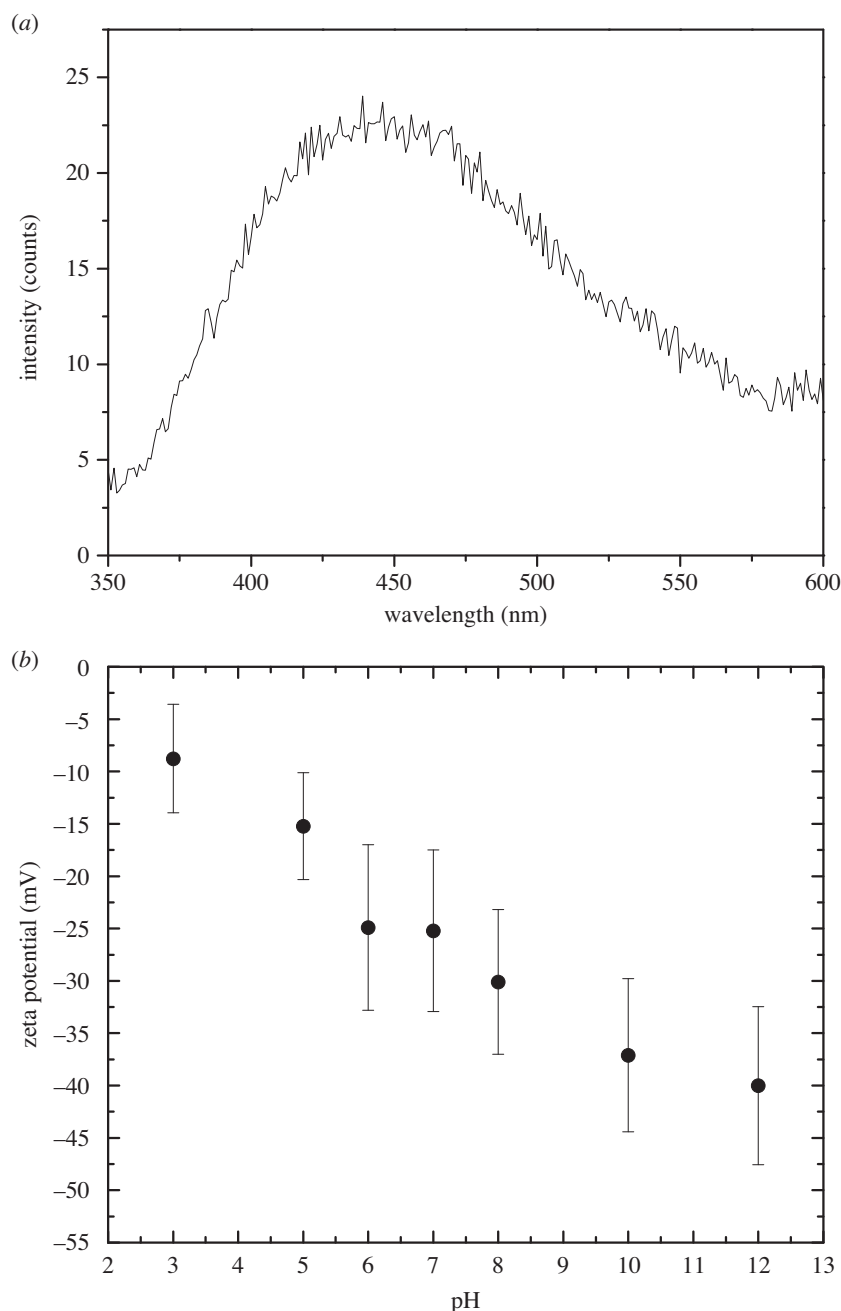 (a)
25
20
15
10
5
0
intensity (counts)
350 400 450 500 550 600
wavelength (nm)
(b)
0
–5
–10
–15
–20
–25
–30
–35
–40
–45
–50
–55
zeta potential (mV)
2 3 4 5 6 7 8 9 10 11 12 13
pH